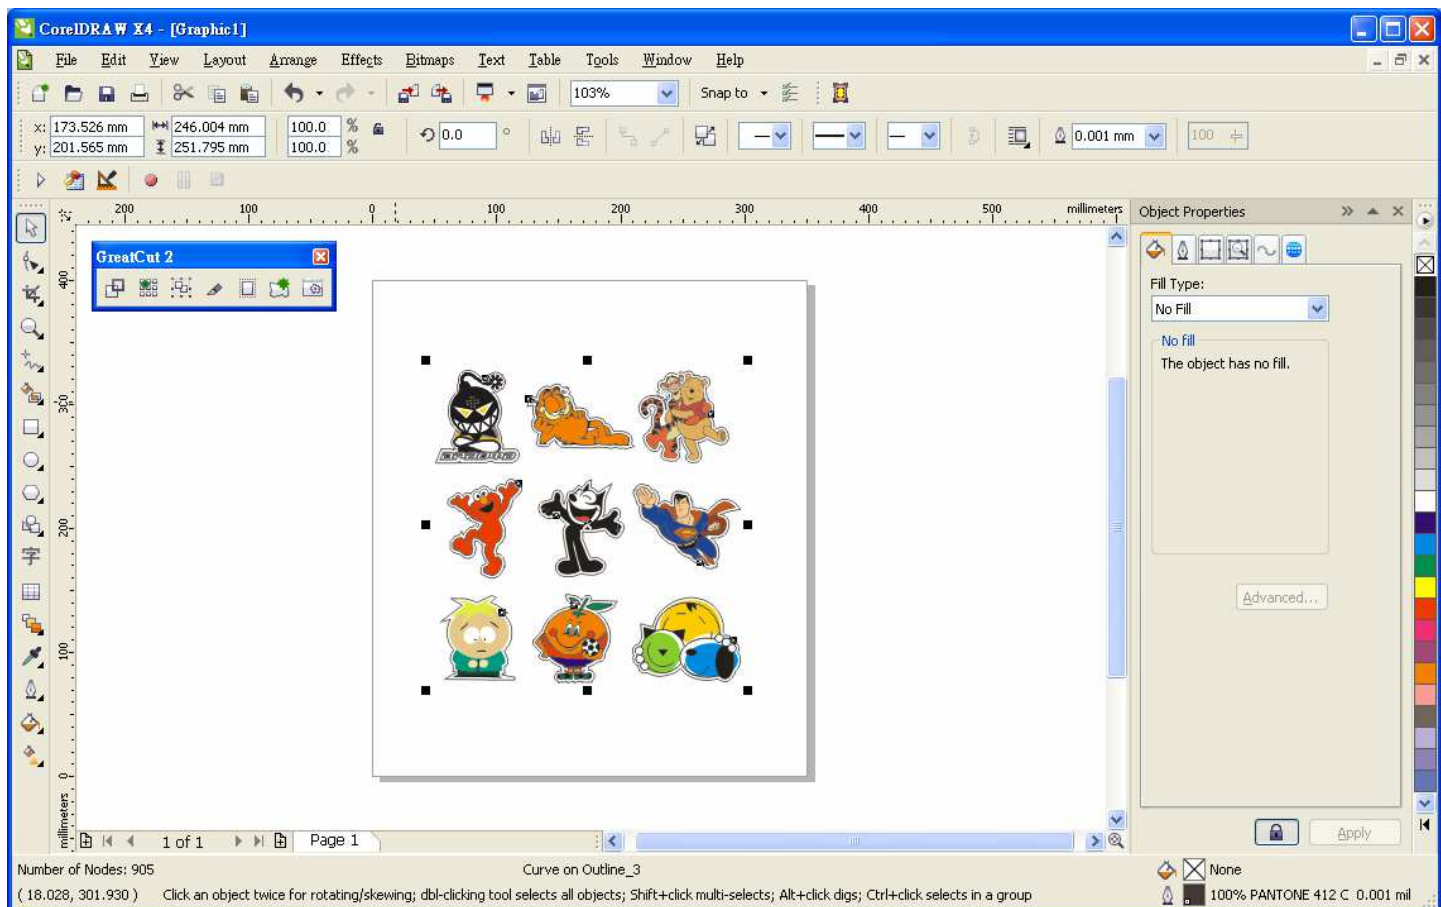 CorelDRAW X4 - [Graphic1]
File Edit View Layout Arrange Effects Bitmaps Text Table Tools Window Help
103% Snap to
x: 173.526 mm 246.004 mm 100.0 % 0.0 ° 0.001 mm 100
y: 201.565 mm 251.795 mm 100.0 %
200 100 0 100 200 300 400 500 millimeters
Object Properties
GreatCut 2
400
300
200
100
0
millimeters
字
Fill Type:
No Fill
No fill
The object has no fill.
Advanced...
Apply
1 of 1 Page 1
Number of Nodes: 905 Curve on Outline_3 None
( 18.028, 301.930 ) Click an object twice for rotating/skewing; dbl-clicking tool selects all objects; Shift+click multi-selects; Alt+click digs; Ctrl+click selects in a group 100% PANTONE 412 C 0.001 mil